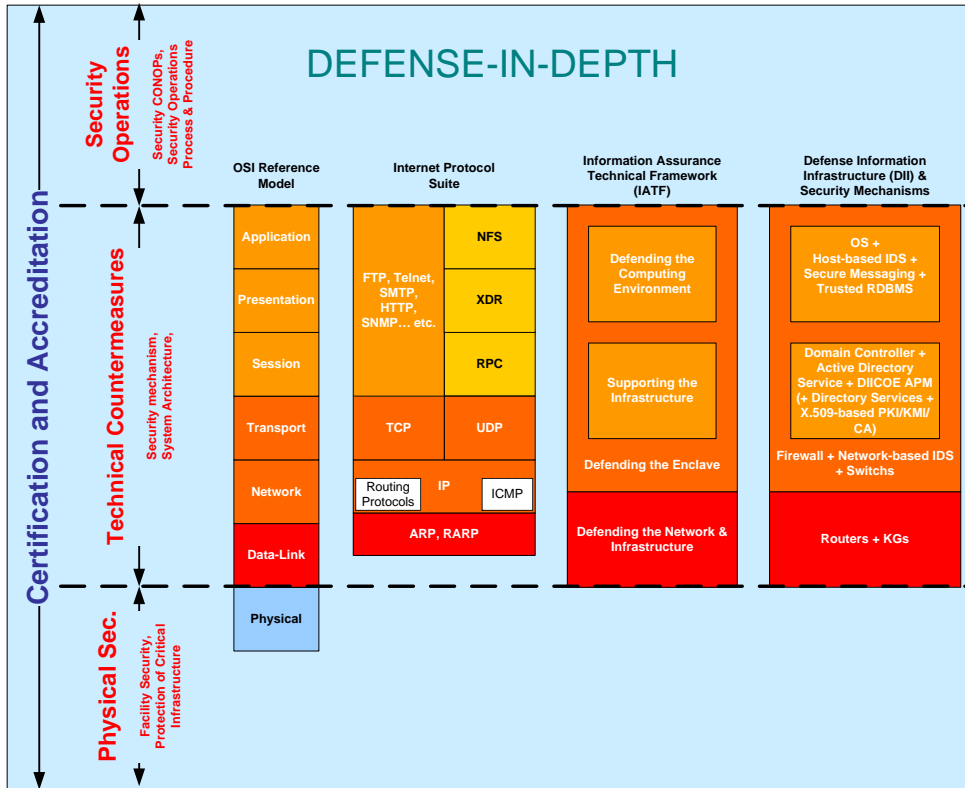 DEFENSE-IN-DEPTH
Certification and Accreditation
Security
Operations
Security CONOPs,
Security Operations
Process & Procedure
Technical Countermeasures
Security mechanism,
System Architecture,
Physical Sec.
Facility Security,
Protection of Critical
Infrastructure
OSI Reference
Model
Application
Presentation
Session
Transport
Network
Data-Link
Physical
Internet Protocol
Suite
FTP, Telnet,
SMTP,
HTTP,
SNMP... etc.
NFS
XDR
RPC
TCP
UDP
IP
Routing
Protocols
ICMP
ARP, RARP
Information Assurance
Technical Framework
(IATF)
Defending the
Computing
Environment
Supporting the
Infrastructure
Defending the Enclave
Defending the Network &
Infrastructure
Defense Information
Infrastructure (DII) &
Security Mechanisms
OS +
Host-based IDS +
Secure Messaging +
Trusted RDBMS
Domain Controller +
Active Directory
Service + DIICOE APM
(+ Directory Services +
X.509-based PKI/KMI/
CA)
Firewall + Network-based IDS
+ Switchs
Routers + KGs